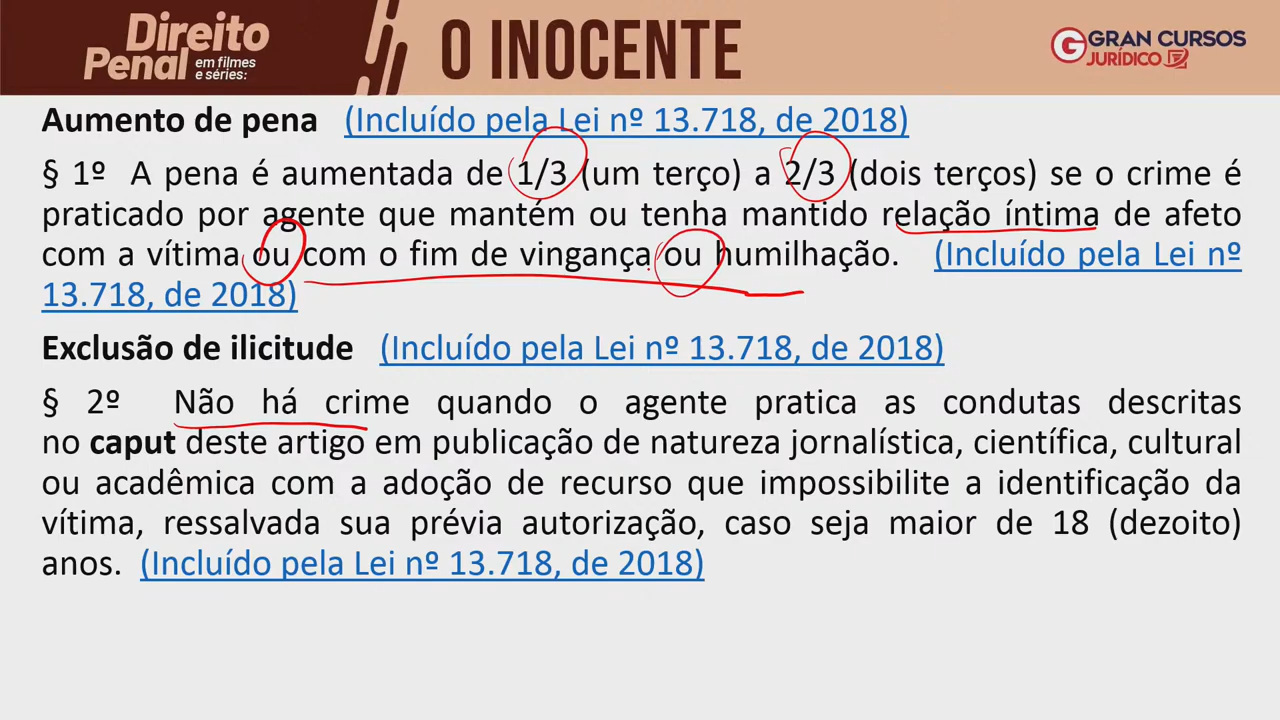 Direito
Penal em filmes
e séries:
O INOCENTE
GRAN CURSOS
JURÍDICO
Aumento de pena (Incluído pela Lei nº 13.718, de 2018)
§ 1º A pena é aumentada de 1/3 (um terço) a 2/3 (dois terços) se o crime é
praticado por agente que mantém ou tenha mantido relação íntima de afeto
com a vítima ou com o fim de vingança ou humilhação. (Incluído pela Lei nº
13.718, de 2018)
Exclusão de ilicitude (Incluído pela Lei nº 13.718, de 2018)
§ 2º Não há crime quando o agente pratica as condutas descritas
no caput deste artigo em publicação de natureza jornalística, científica, cultural
ou acadêmica com a adoção de recurso que impossibilite a identificação da
vítima, ressalvada sua prévia autorização, caso seja maior de 18 (dezoito)
anos. (Incluído pela Lei nº 13.718, de 2018)